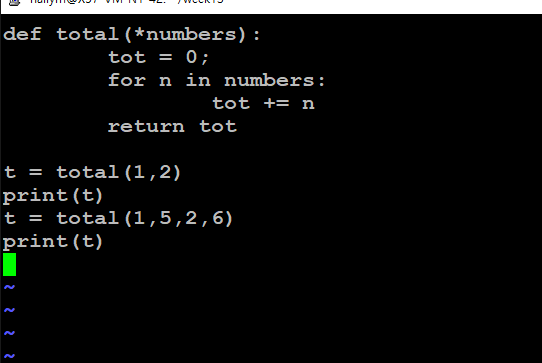 def total(*numbers):
        tot = 0;
        for n in numbers:
                tot += n
        return tot

t = total(1,2)
print(t)
t = total(1,5,2,6)
print(t)
~
~
~
~